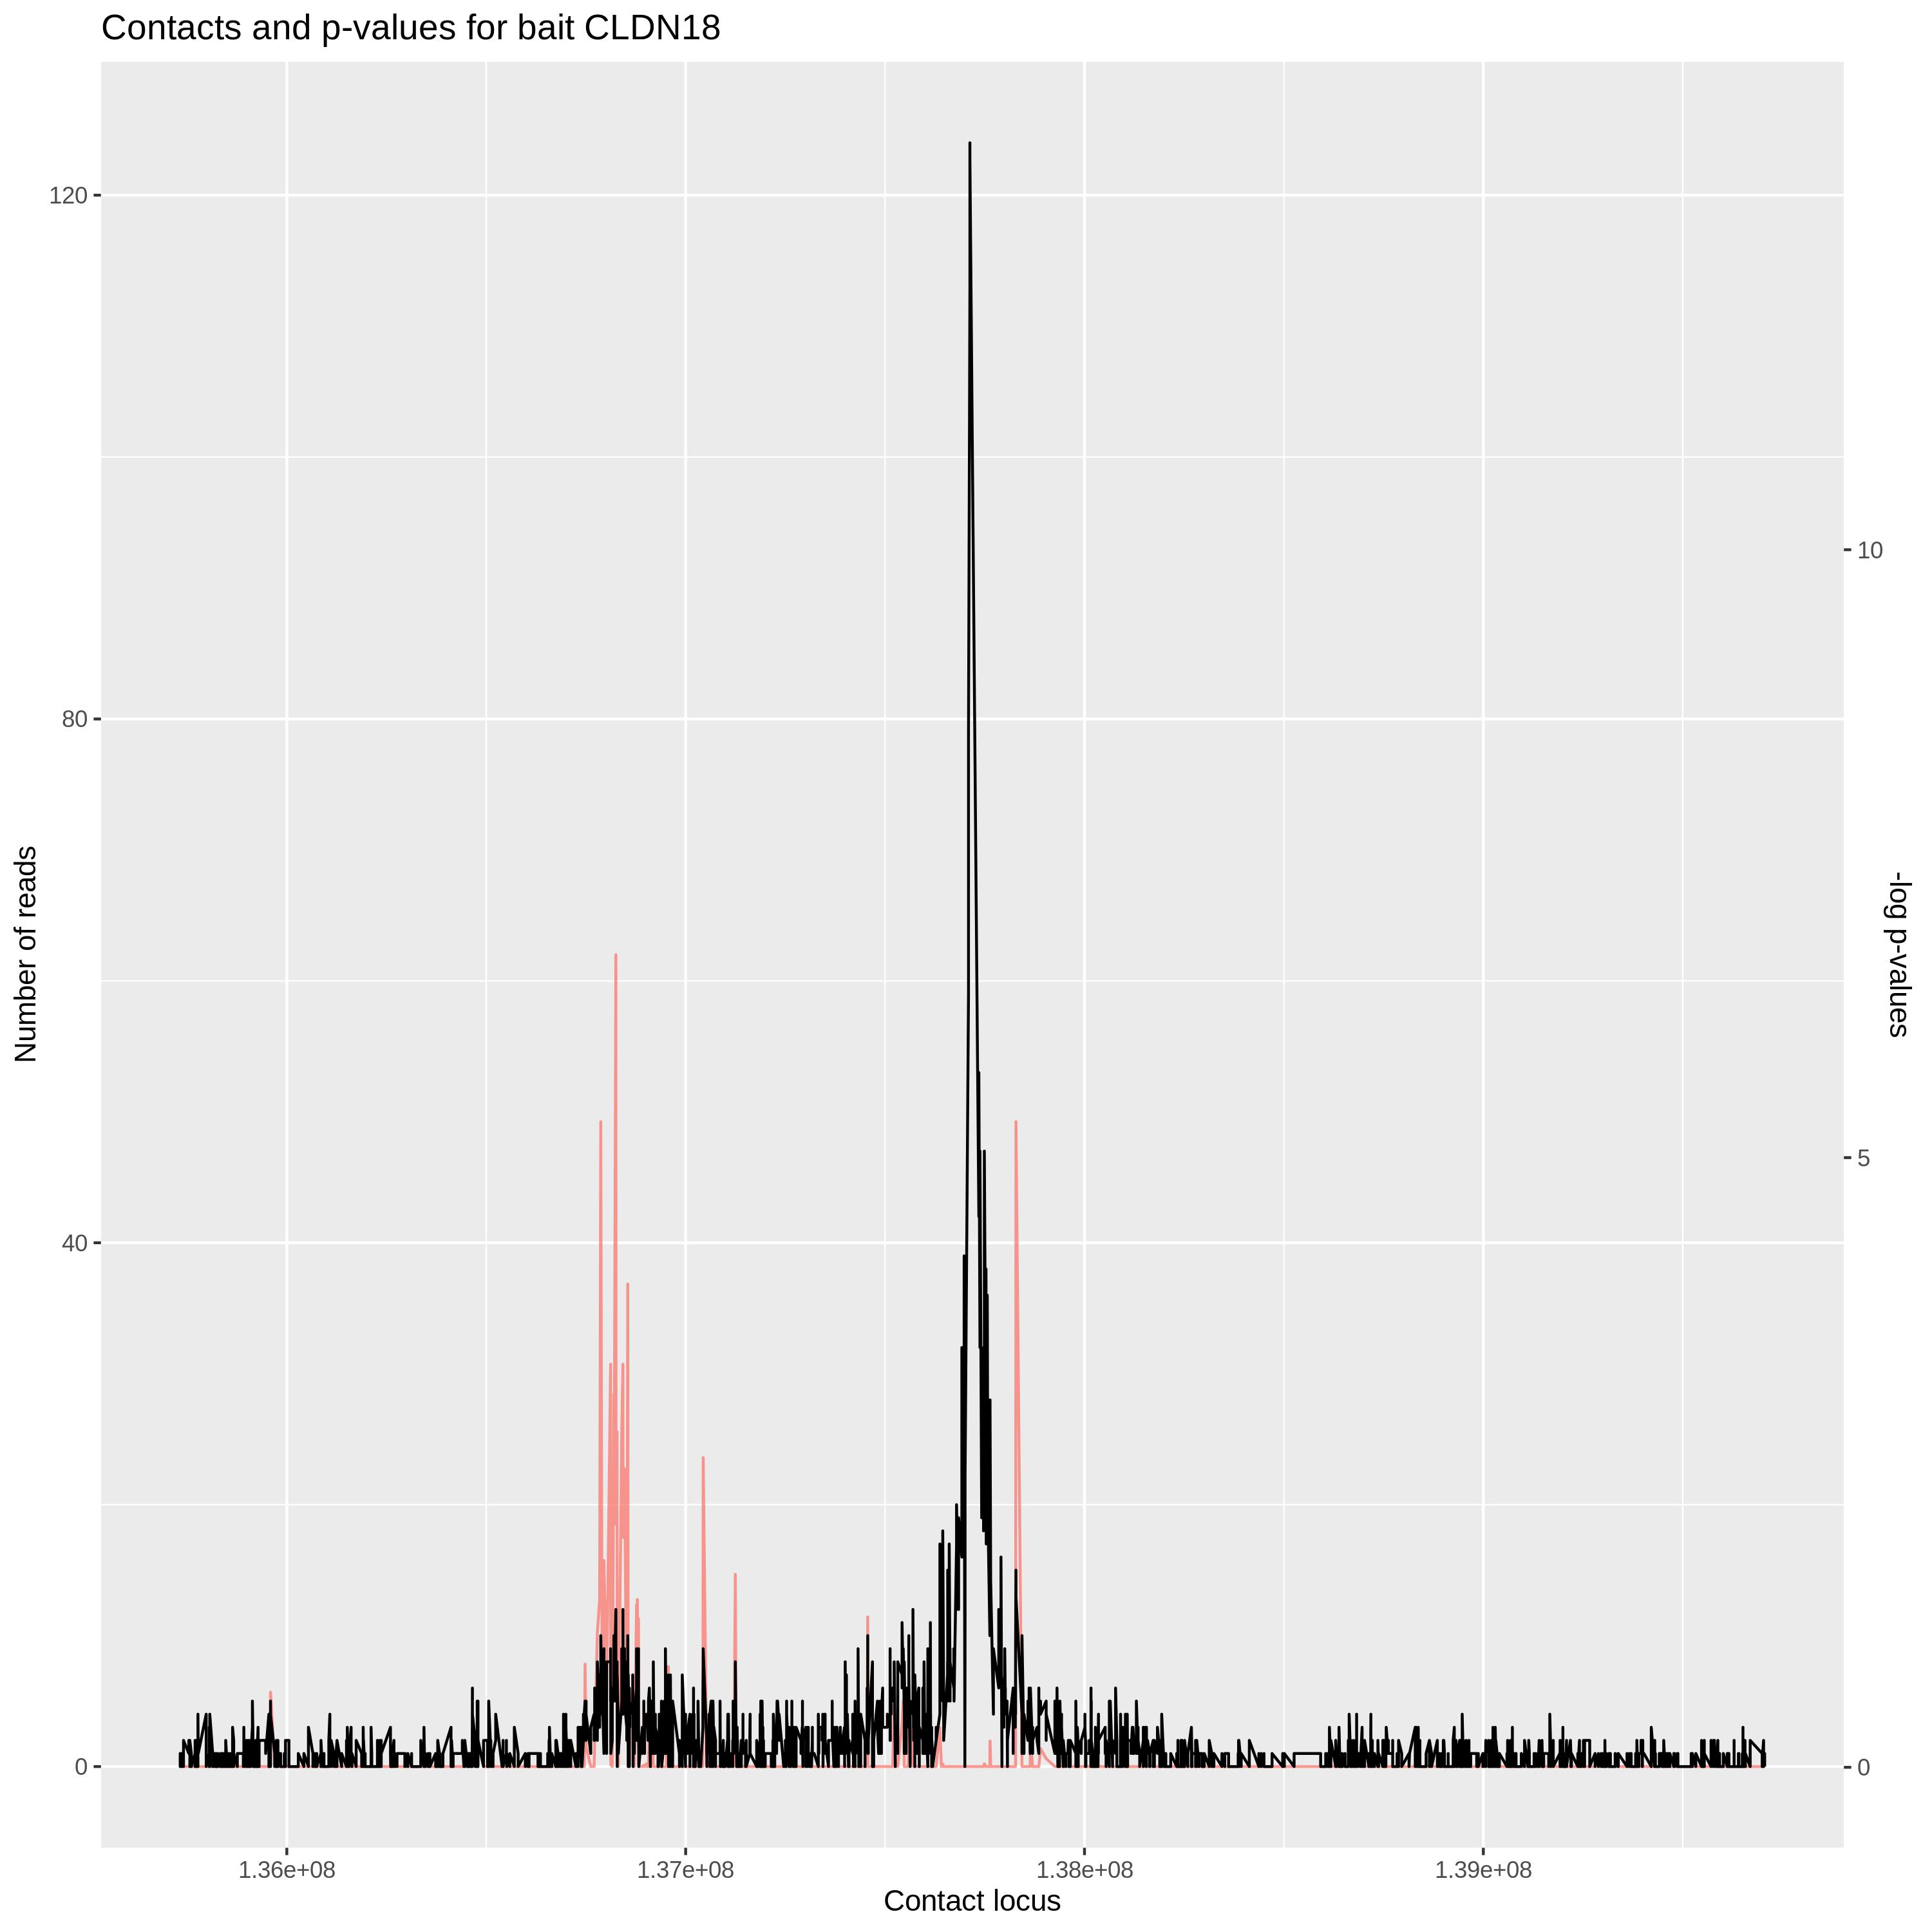 Contacts and p-values for bait CLDN18
120
80
40
0
Number of reads
10
5
0
-log p-values
1.36e+08
1.37e+08
1.38e+08
1.39e+08
Contact locus